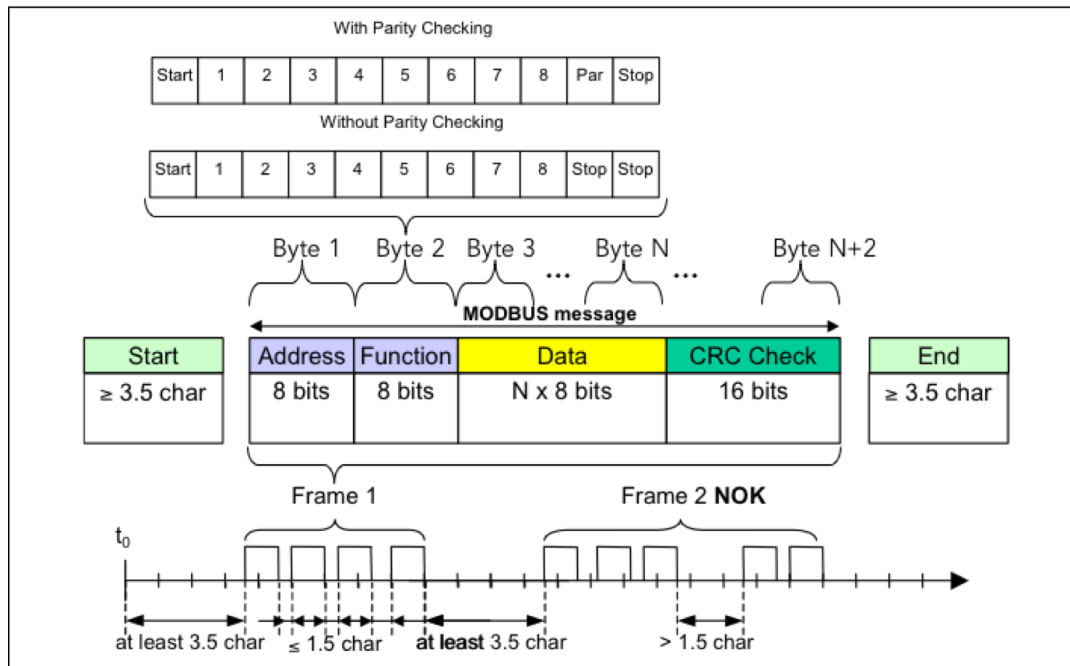 With Parity Checking
Start 1 2 3 4 5 6 7 8 Par Stop
Without Parity Checking
Start 1 2 3 4 5 6 7 8 Stop Stop
Byte 1 Byte 2 Byte 3 ... Byte N ... Byte N+2
MODBUS message
Start Address Function Data CRC Check End
≥ 3.5 char 8 bits 8 bits N x 8 bits 16 bits ≥ 3.5 char
Frame 1 Frame 2 NOK
t0
at least 3.5 char ≤ 1.5 char at least 3.5 char > 1.5 char